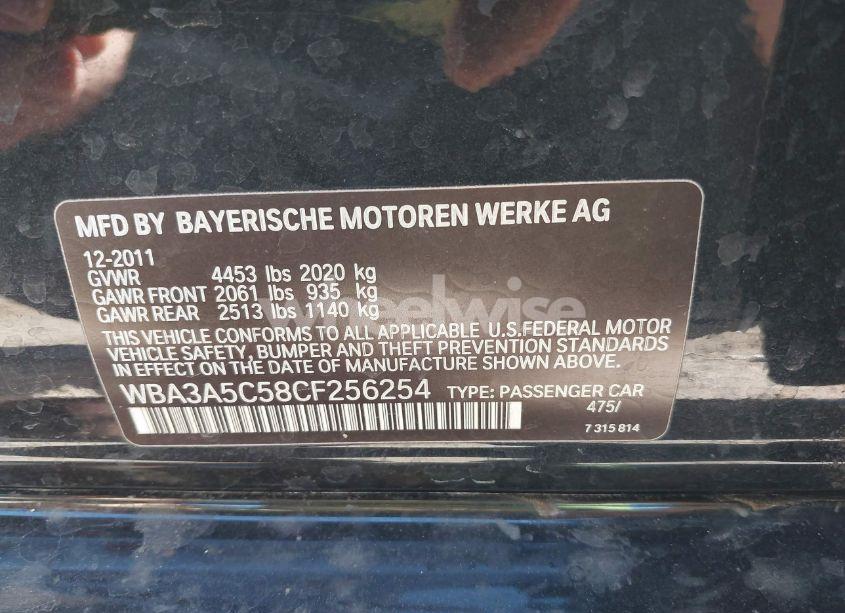 MFD BY BAYERISCHE MOTOREN WERKE AG
12-2011
GVWR 4453 lbs 2020 kg
GAWR FRONT 2061 lbs 935 kg
GAWR REAR 2513 lbs 1140 kg
THIS VEHICLE CONFORMS TO ALL APPLICABLE U.S.FEDERAL MOTOR
VEHICLE SAFETY, BUMPER AND THEFT PREVENTION STANDARDS
IN EFFECT ON THE DATE OF MANUFACTURE SHOWN ABOVE.
WBA3A5C58CF256254 TYPE: PASSENGER CAR
475/
7 315 814
wheelwise